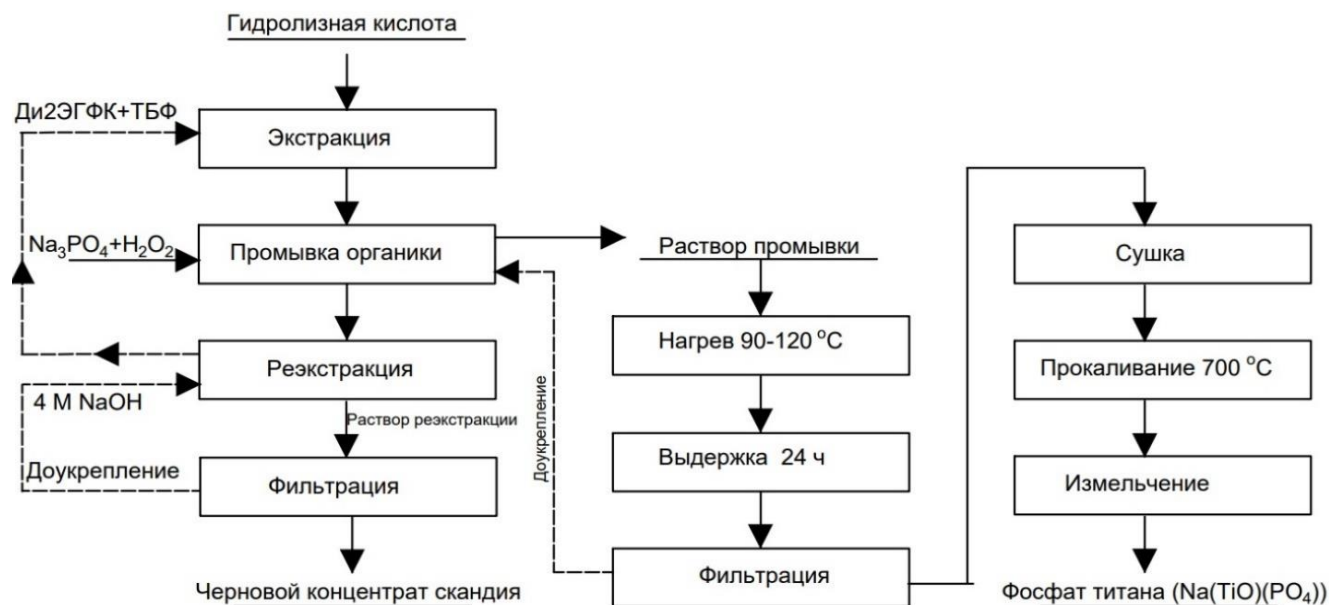 Гидролизная кислота
Ди2ЭГФК+ТБФ
Экстракция
Na₃PO₄+H₂O₂
Промывка органики
Реэкстракция
4 M NaOH
Раствор реэкстракции
Доукрепление
Фильтрация
Черновой концентрат скандия
Доукрепление
Раствор промывки
Нагрев 90-120 °C
Выдержка 24 ч
Фильтрация
Сушка
Прокаливание 700 °C
Измельчение
Фосфат титана (Na(TiO)(PO₄))